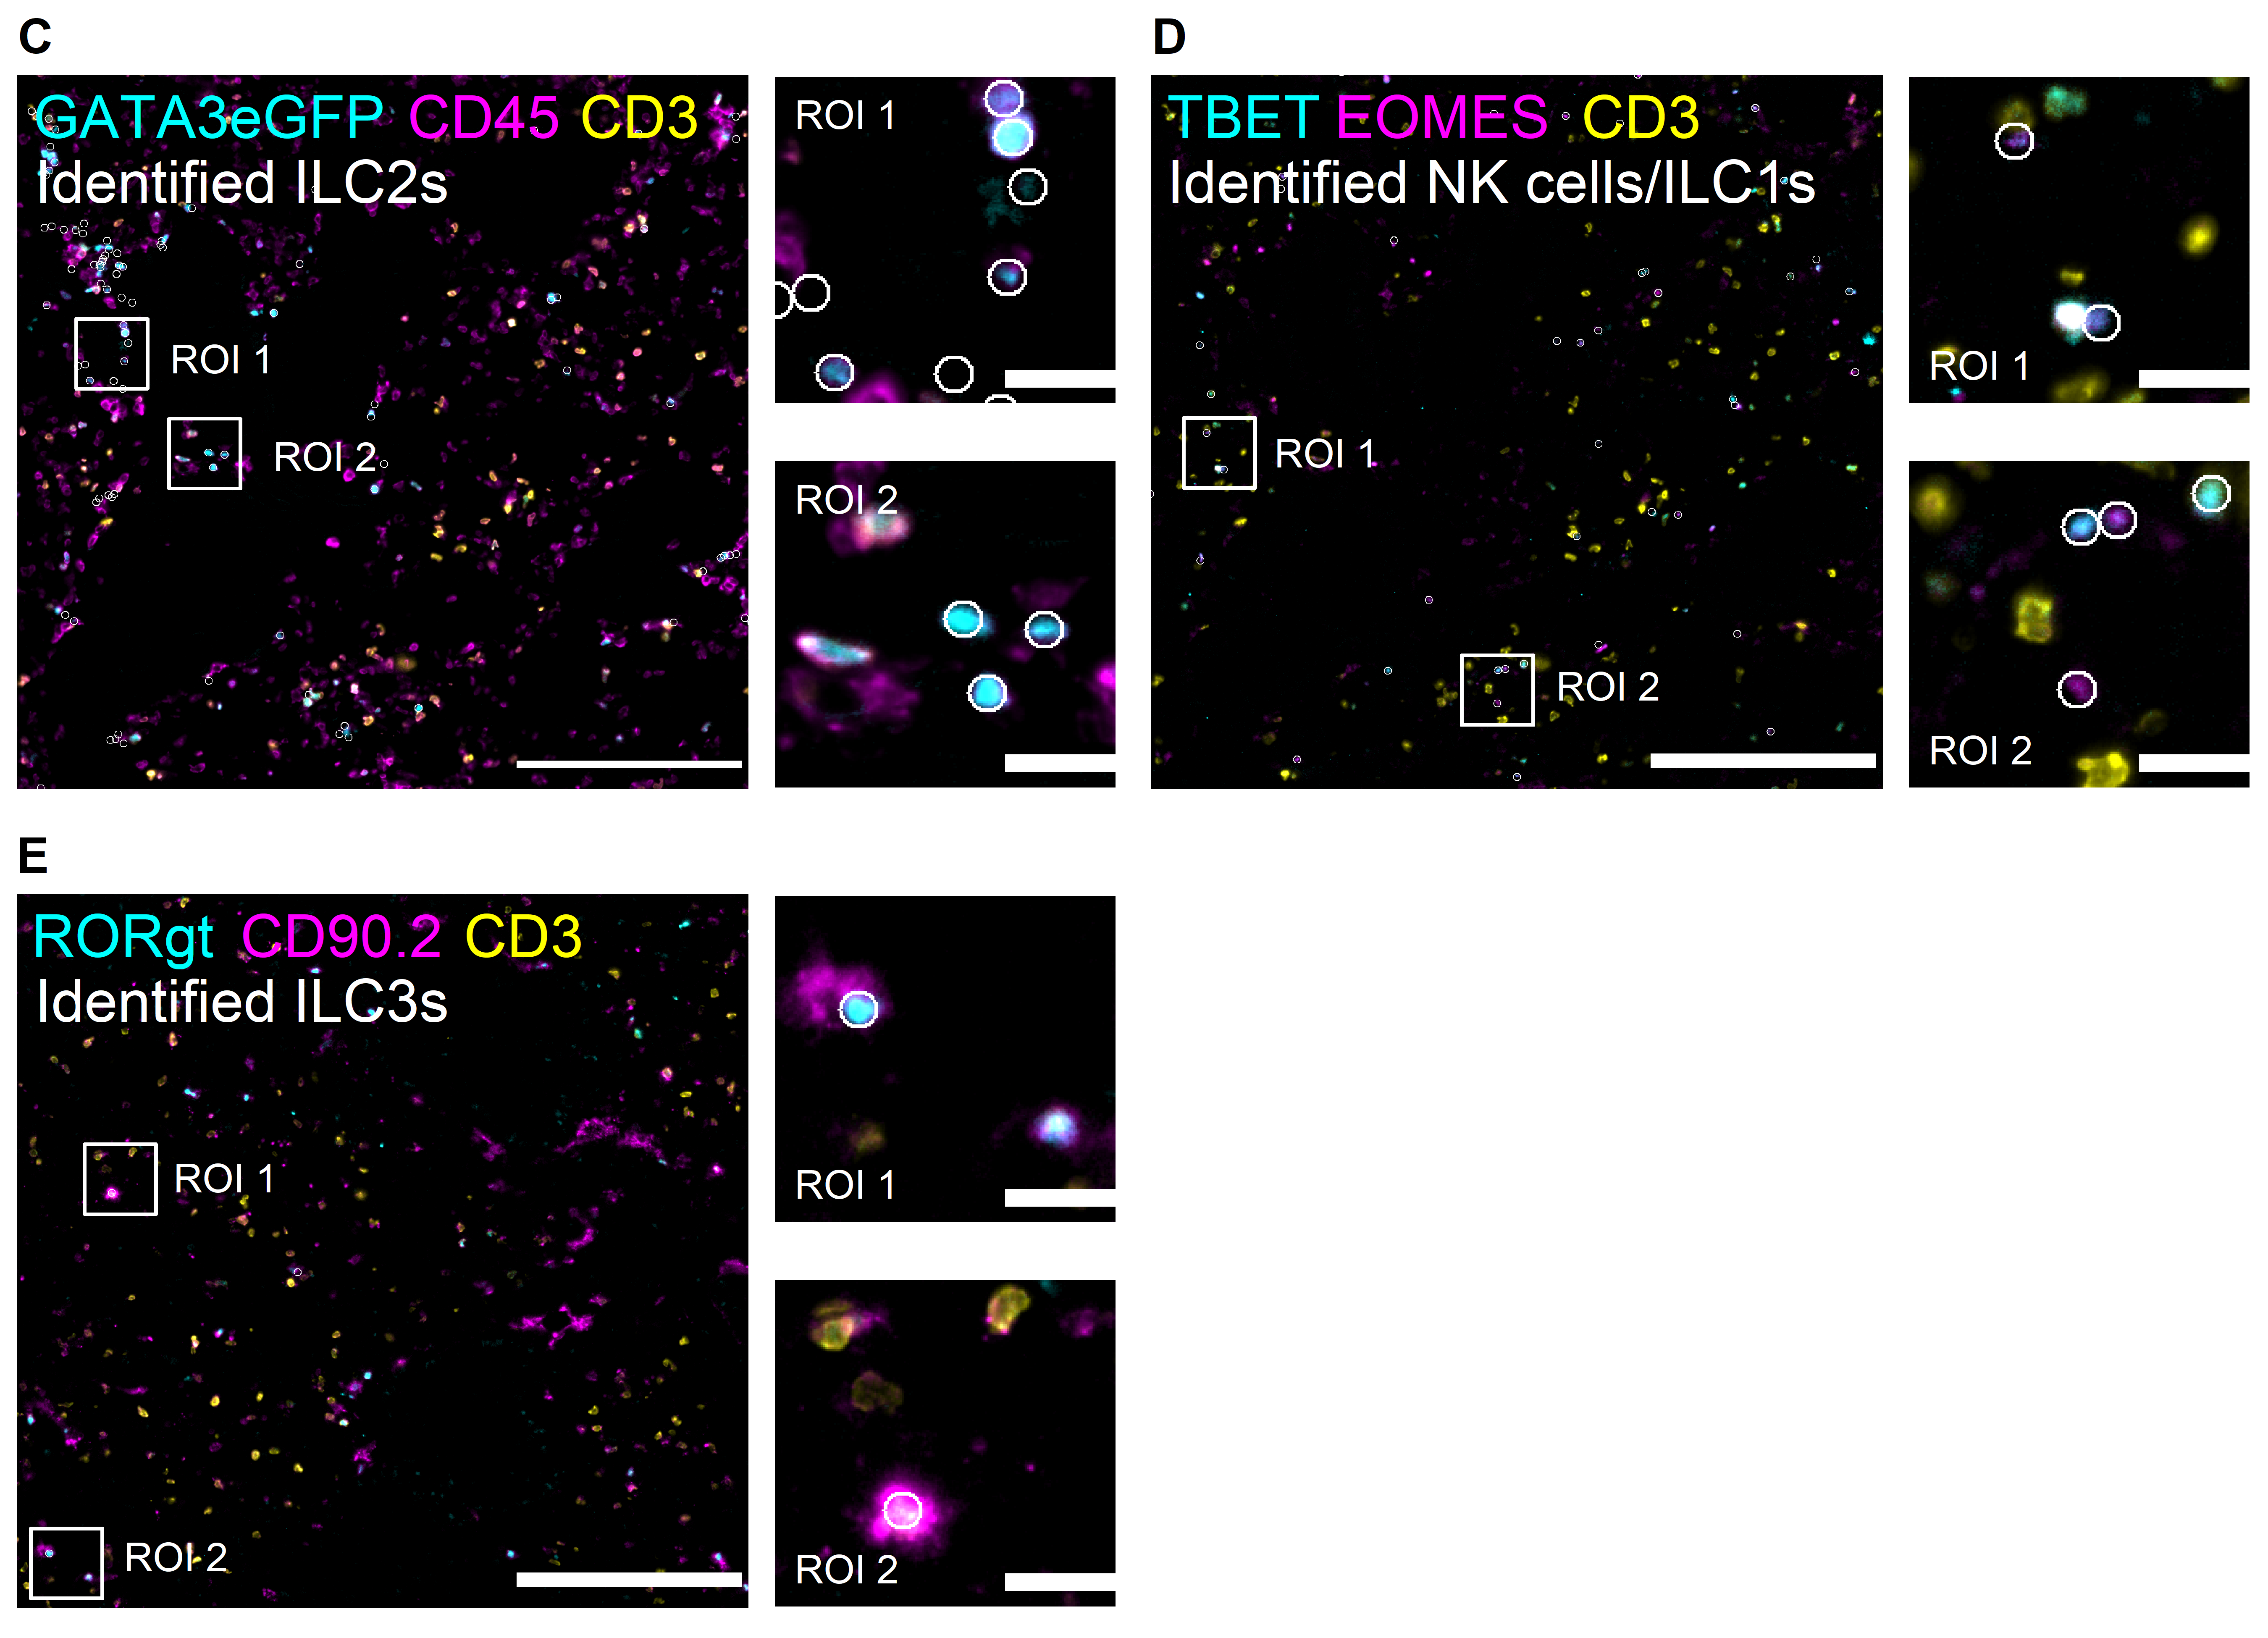 C
GATA3eGFP CD45 CD3
Identified ILC2s
ROI 1
ROI 2
ROI 1
ROI 2
D
TBET EOMES CD3
Identified NK cells/ILC1s
ROI 1
ROI 2
ROI 1
ROI 2
E
RORgt CD90.2 CD3
Identified ILC3s
ROI 1
ROI 2
ROI 1
ROI 2